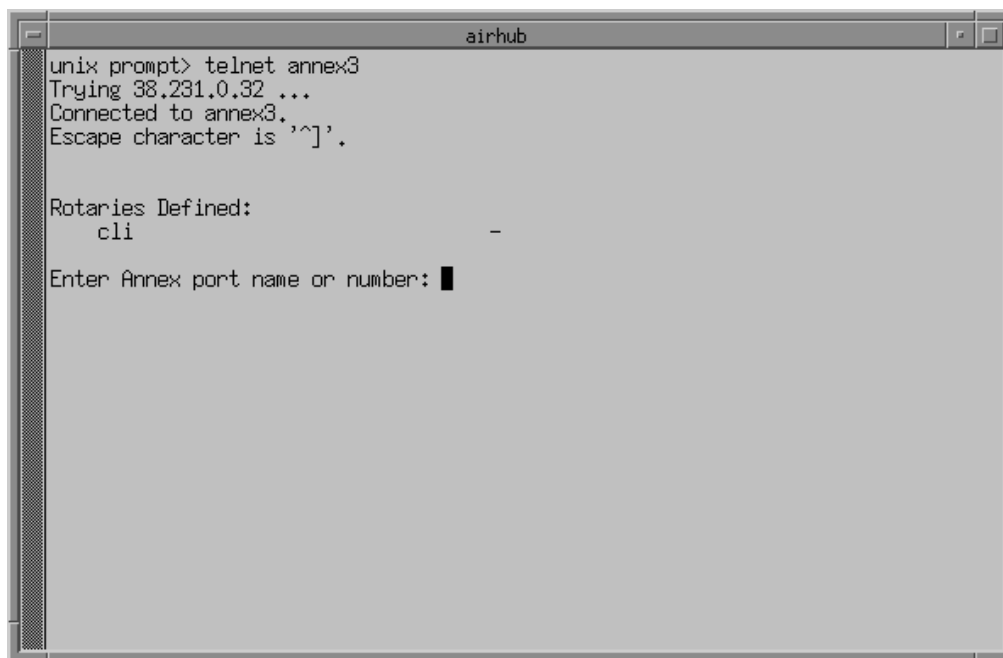 airhub
unix prompt> telnet annex3
Trying 38.231.0.32 ...
Connected to annex3.
Escape character is '^]'.
Rotaries Defined:
cli -
Enter Annex port name or number: